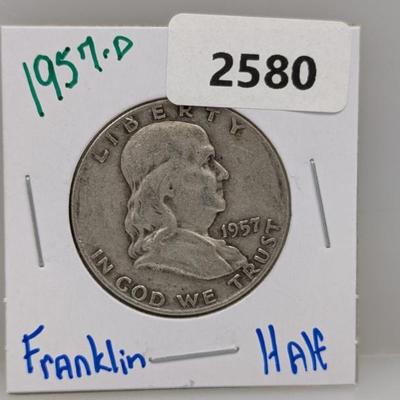 1957-D
2580
LIBERTY
1957
IN GOD WE TRUST
Franklin Half